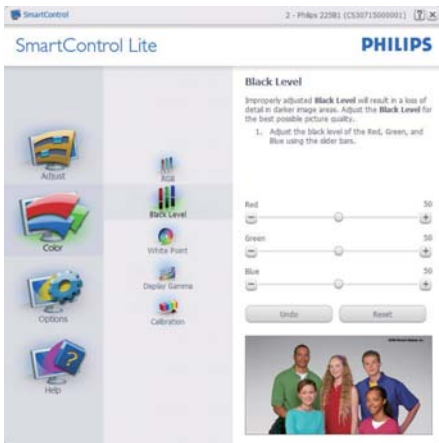 SmartControl
2 - Philips 225B1 (CS30715000001)
SmartControl Lite
PHILIPS
Adjust
Color
Options
Help
RGB
Black Level
White Point
Display Gamma
Calibration
Black Level
Improperly adjusted Black Level will result in a loss of
detail in darker image areas. Adjust the Black Level for
the best possible picture quality.
1. Adjust the black level of the Red, Green, and
Blue using the slider bars.
Red 50
Green 50
Blue 50
Undo Reset